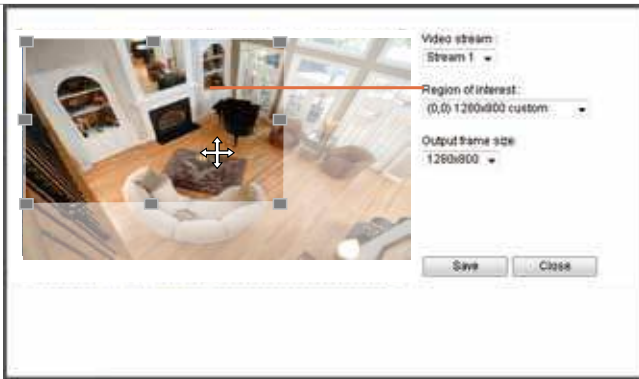 Video stream :
Stream 1
Region of interest :
(0,0) 1280x800 custom
Output frame size
1280x800
Save
Close